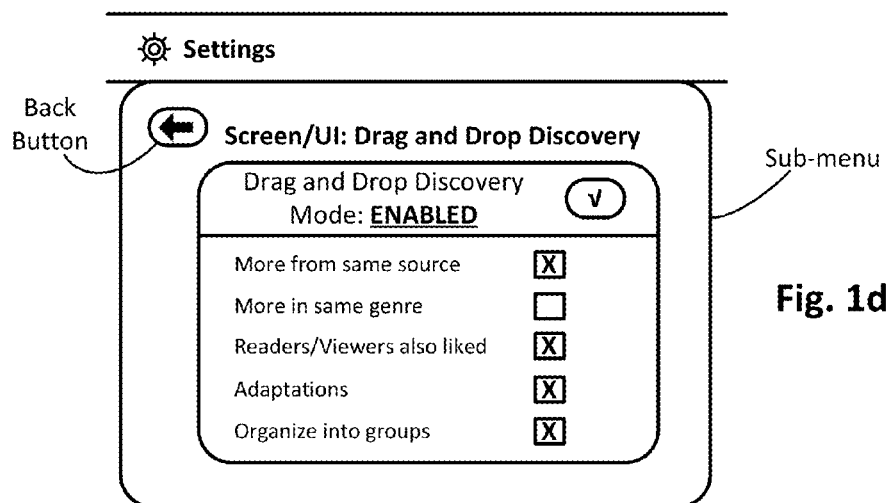 Settings
Back
Button
Screen/UI: Drag and Drop Discovery
Sub-menu
Drag and Drop Discovery
Mode: ENABLED
√
More from same source X
More in same genre
Readers/Viewers also liked X
Adaptations X
Organize into groups X
Fig. 1d